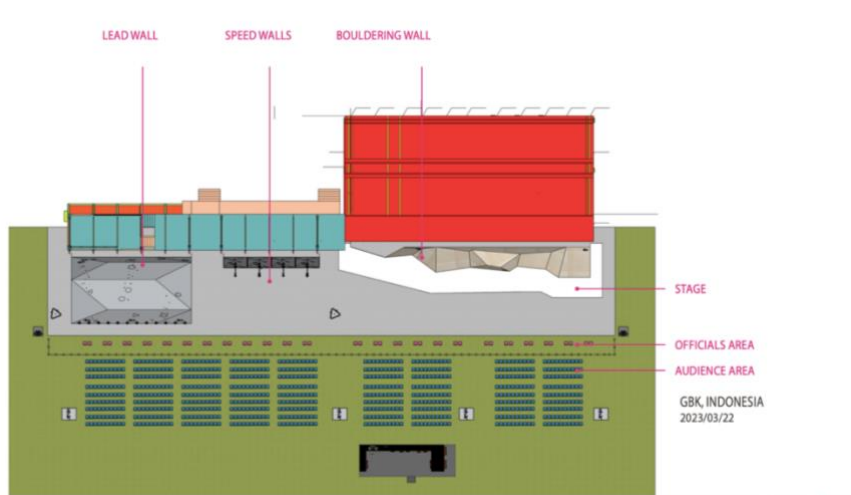 LEAD WALL
SPEED WALLS
BOULDERING WALL
STAGE
OFFICIALS AREA
AUDIENCE AREA
GBK, INDONESIA
2023/03/22